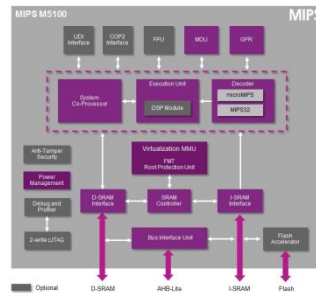 MIPS M5100
MIPS
UDI
Interface
COP2
Interface
FPU
MDU
GPR
System
Co-Processor
Execution Unit
DSP Module
Decoder
microMIPS
MIPS32
Anti-Tamper
Security
Power
Management
Debug and
Profiler
2-wire cJTAG
Virtualization MMU
FMT
Root Protection Unit
D-SRAM
Interface
SRAM
Controller
I-SRAM
Interface
Bus Interface Unit
Flash
Accelerator
Optional
D-SRAM
AHB-Lite
I-SRAM
Flash